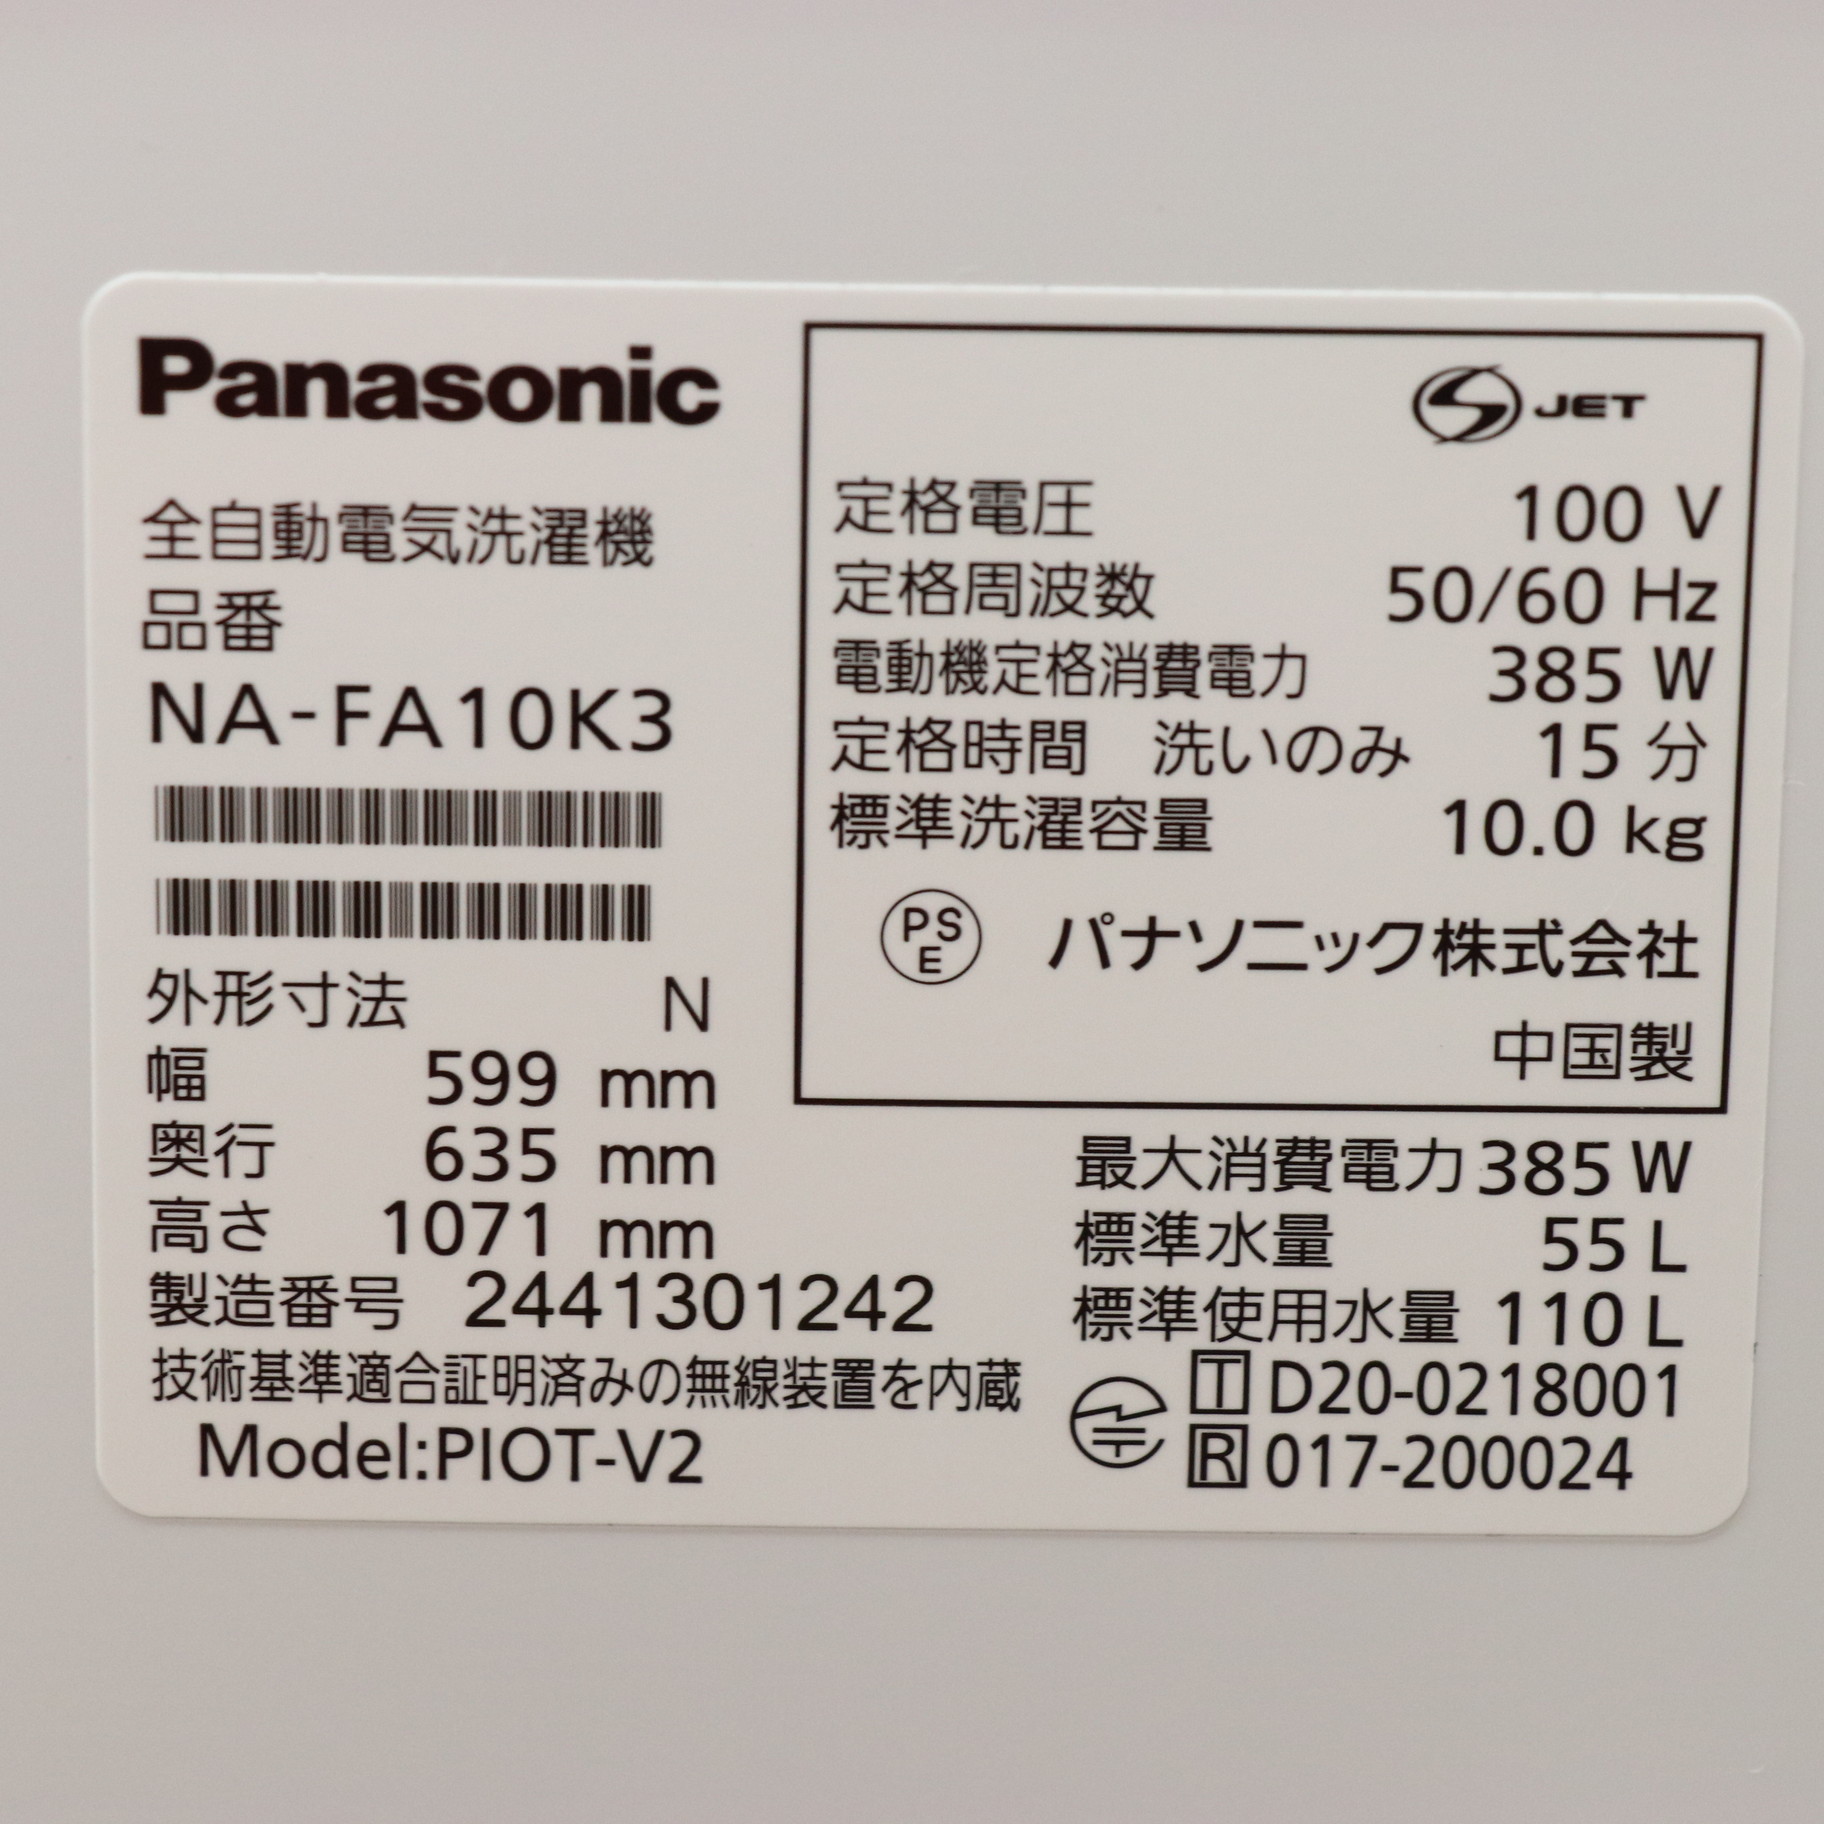 Panasonic
全自動電気洗濯機
品番
NA-FA10K3
外形寸法 N
幅 599 mm
奥行 635 mm
高さ 1071 mm
製造番号 2441301242
技術基準適合証明済みの無線装置を内蔵
Model:PIOT-V2
S JET
定格電圧 100 V
定格周波数 50/60 Hz
電動機定格消費電力 385 W
定格時間 洗いのみ 15 分
標準洗濯容量 10.0 kg
PS
E
パナソニック株式会社
中国製
最大消費電力 385 W
標準水量 55 L
標準使用水量 110 L
T D20-0218001
R 017-200024